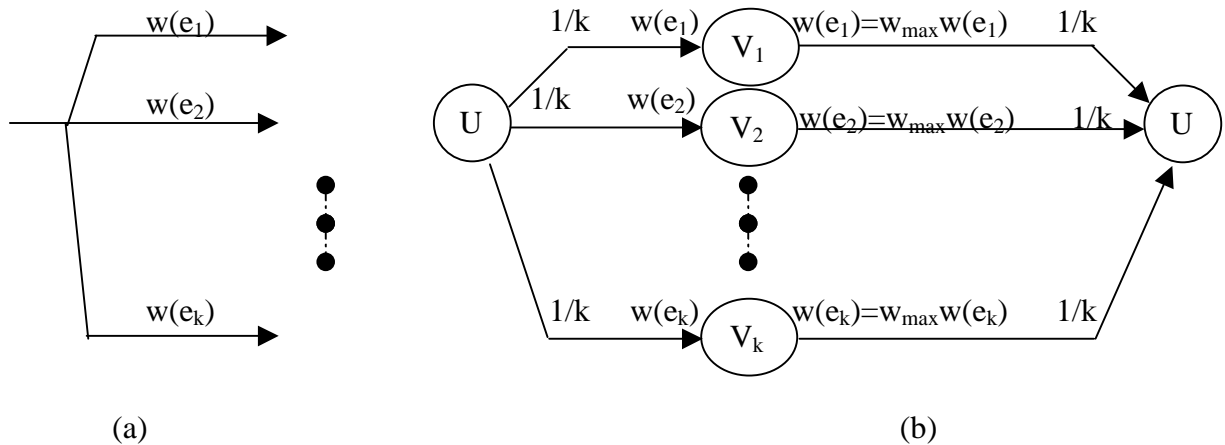 w(e₁)
w(e₂)
w(eₖ)
(a)
1/k w(e₁) V₁ w(e₁)=wₘₐₓw(e₁) 1/k
U 1/k w(e₂) V₂ w(e₂)=wₘₐₓw(e₂) 1/k U
1/k w(eₖ) Vₖ w(eₖ)=wₘₐₓw(eₖ) 1/k
(b)